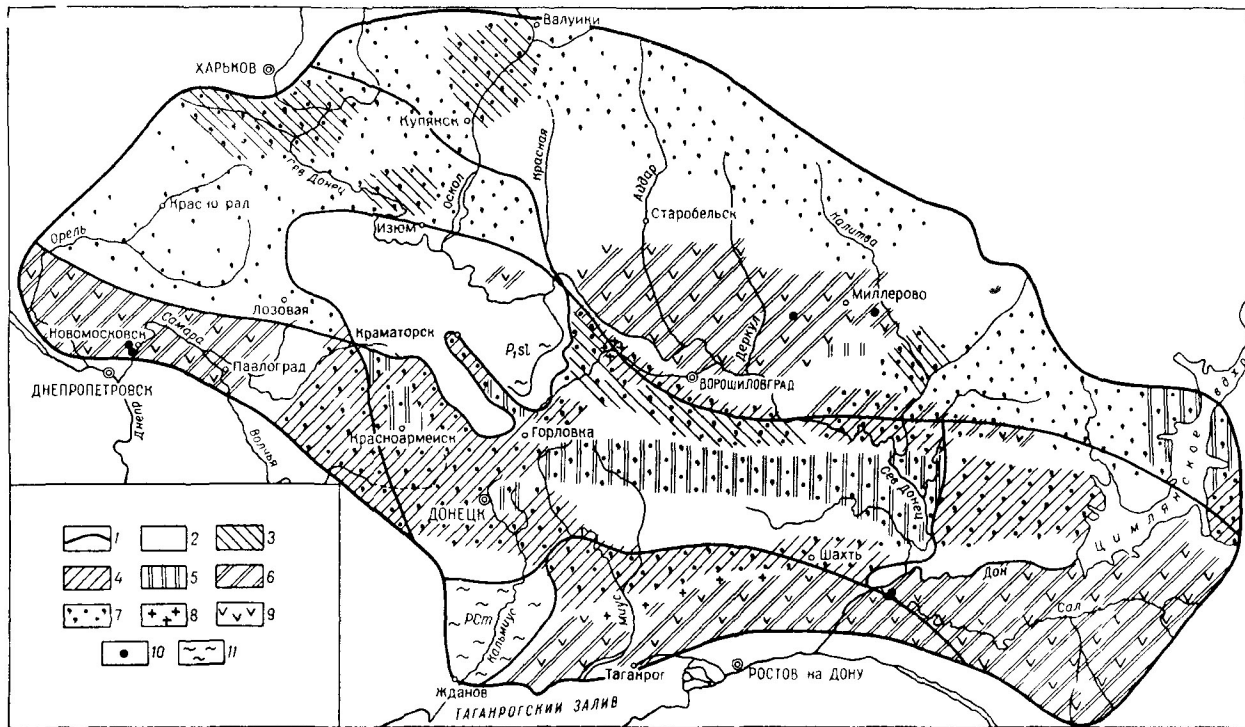 Валуйки
ХАРЬКОВ
Купянск
Красная
Сев Донец
Оскол
Айдар
Старобельск
Калитва
Орель
Изюм
Миллерово
Лозовая
Новомосковск
Самара
Краматорск
P₁sl
Деркул
Павлоград
ВОРОШИЛОВГРАД
ДНЕПРОПЕТРОВСК
Днепр
Волчья
Красноармейск
Горловка
Сев Донец
Цимлянское
вдхр
ДОНЕЦК
Шахты
Дон
Сал
PCm
Кальмиус
Миус
Таганрог
РОСТОВ на ДОНУ
Жданов
ТАГАНРОГСКИЙ ЗАЛИВ
1 2 3
4 5 6
7 8 9
10 11